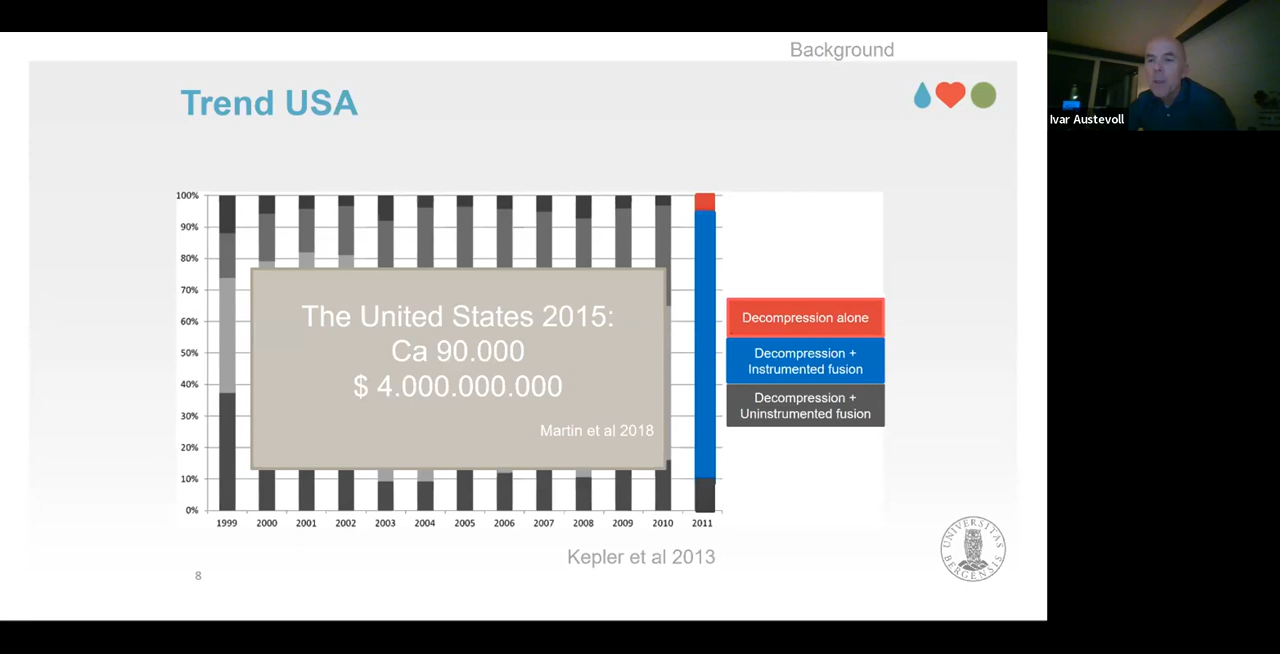 Background
Trend USA
Ivar Austevoll
100%
90%
80%
70%
60%
50%
40%
30%
20%
10%
0%
The United States 2015:
Ca 90.000
$ 4.000.000.000
Martin et al 2018
Decompression alone
Decompression +
Instrumented fusion
Decompression +
Uninstrumented fusion
1999 2000 2001 2002 2003 2004 2005 2006 2007 2008 2009 2010 2011
Kepler et al 2013
8
UNIVERSITAS
BERGENSIS